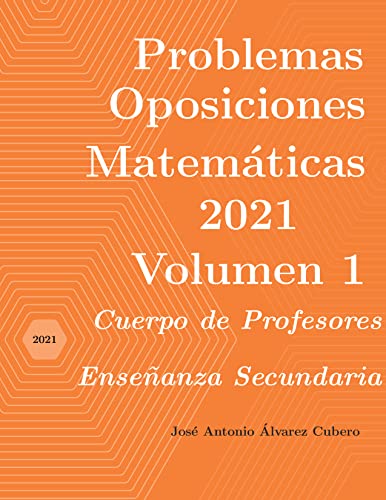 Problemas
Oposiciones
Matemáticas
2021
Volumen 1
Cuerpo de Profesores
2021
Enseñanza Secundaria
José Antonio Álvarez Cubero